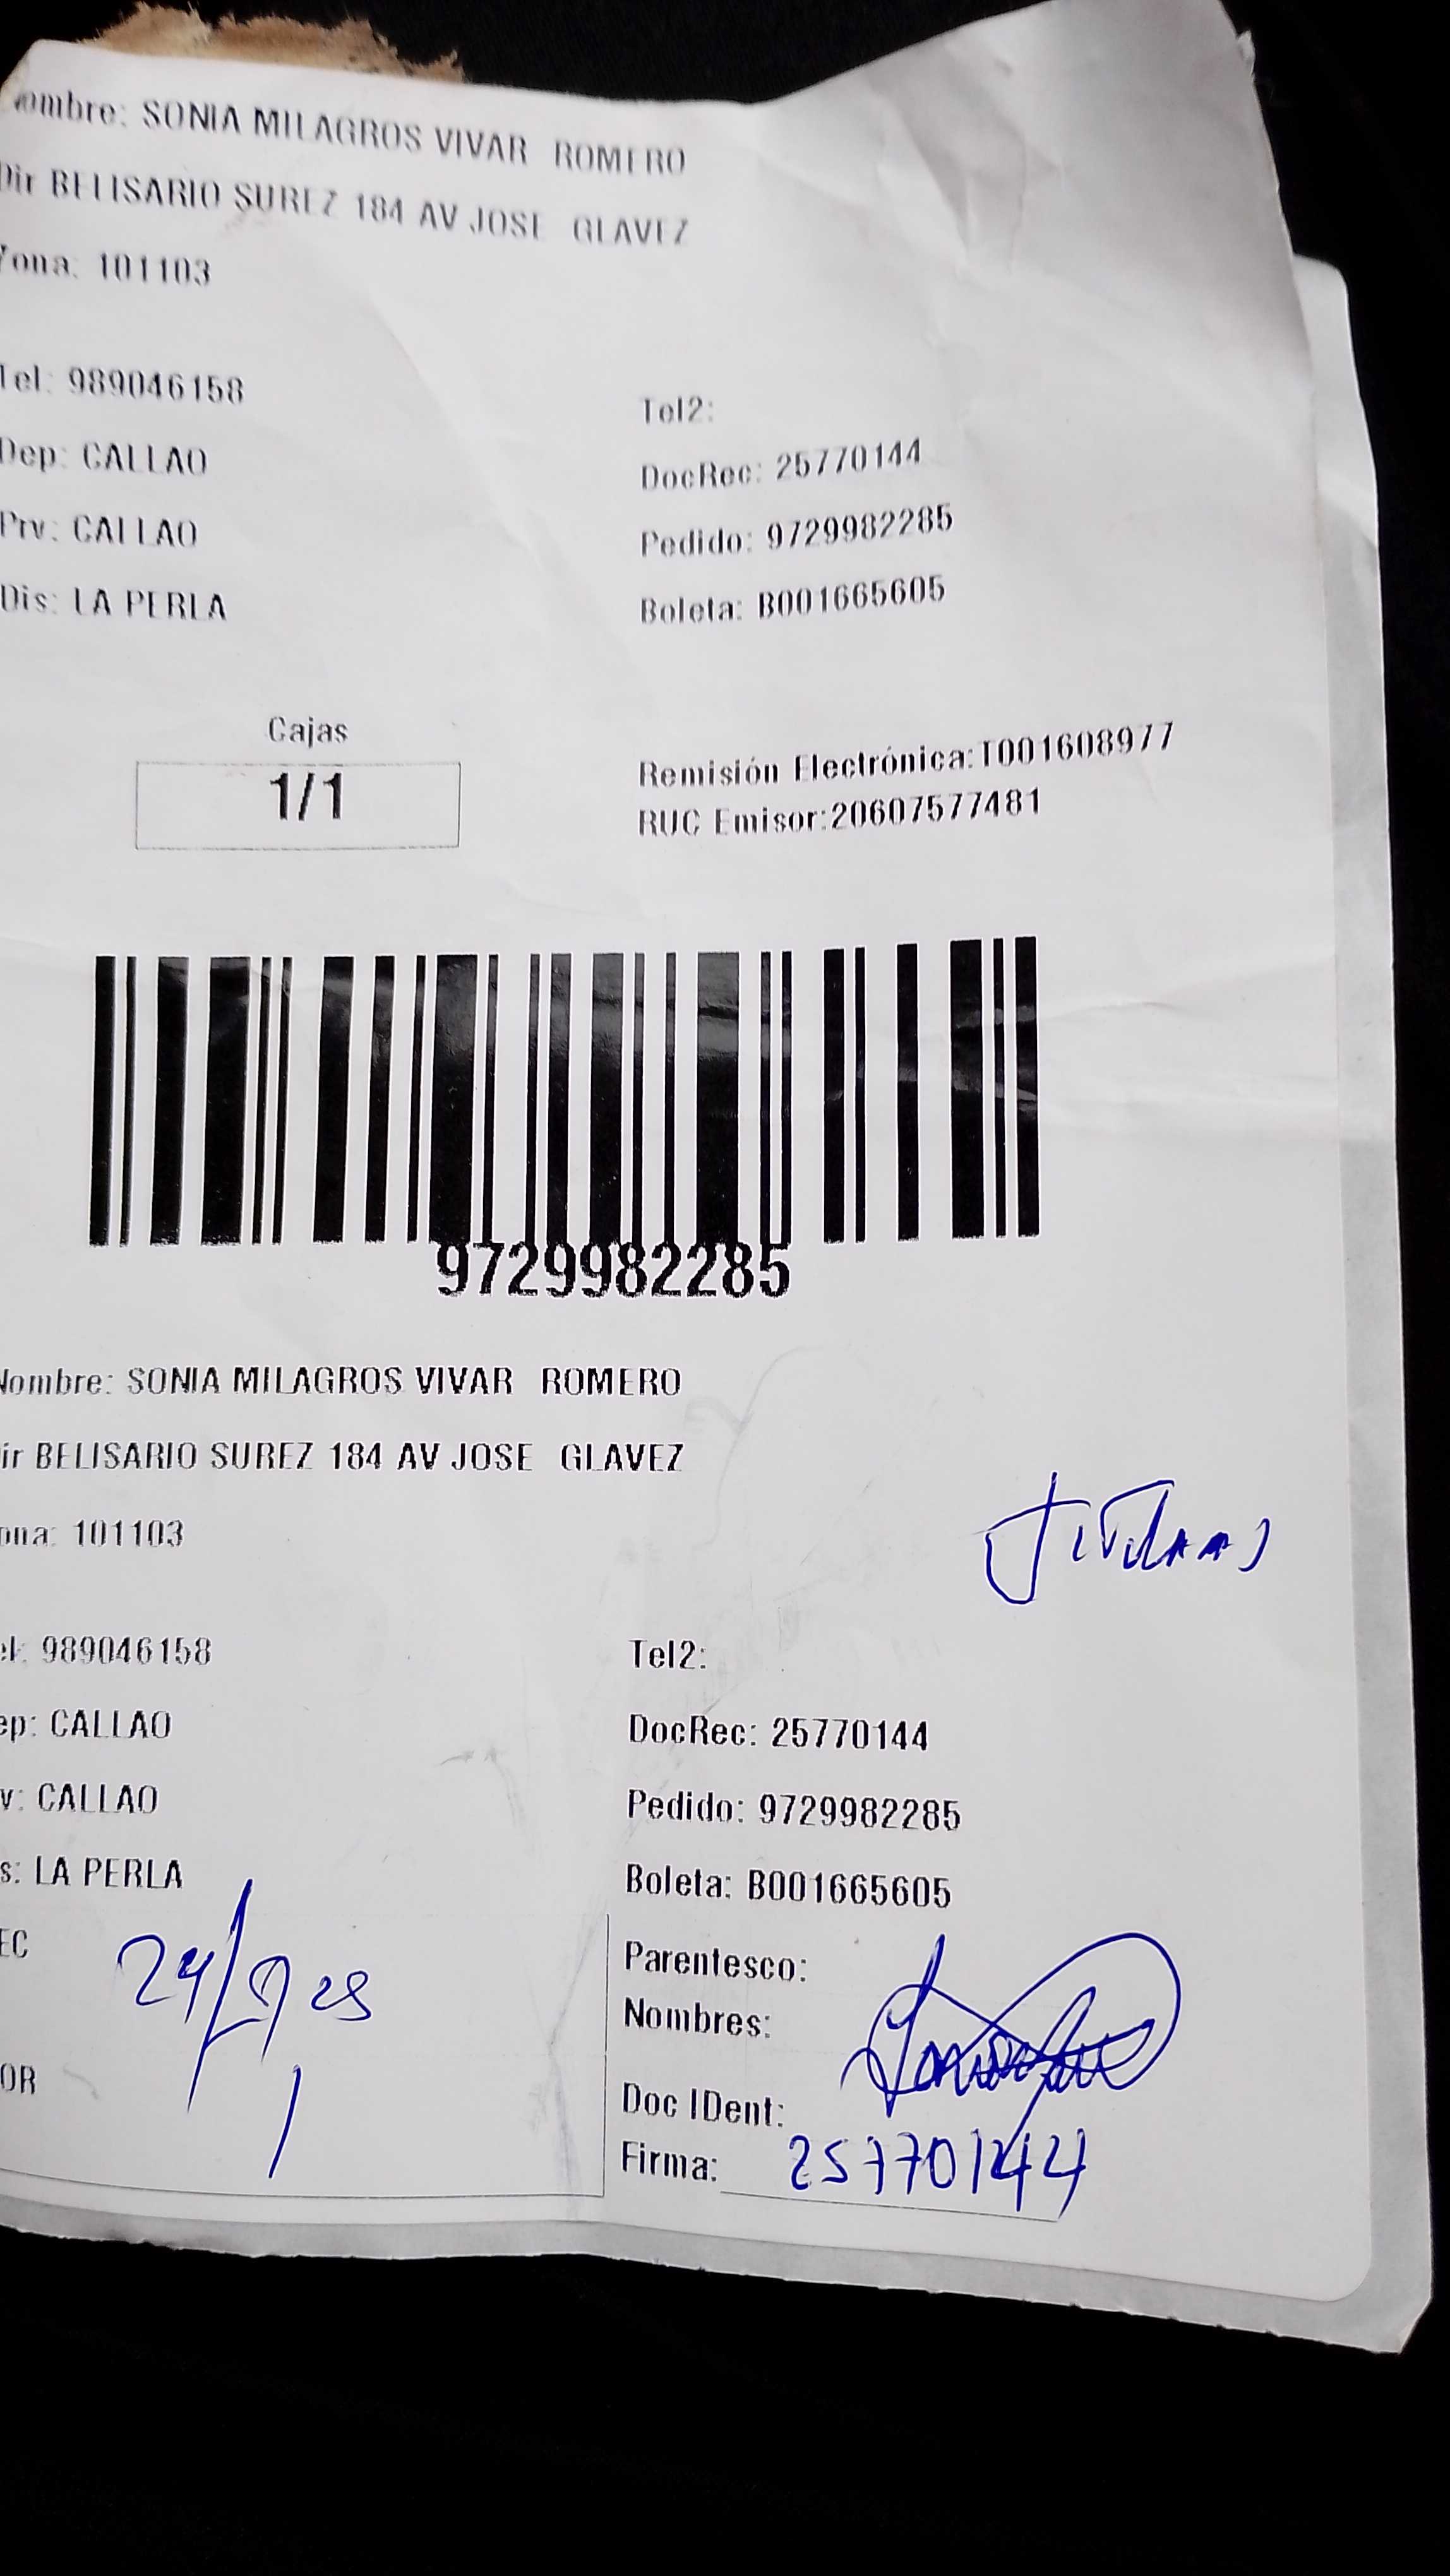 ombre: SONIA MILAGROS VIVAR ROMERO
Dir BELISARIO SUREZ 184 AV JOSE GLAVEZ
Zona: 101103
Tel: 989046158
Tel2:
Dep: CALLAO
DocRec: 25770144
Prv: CALLAO
Pedido: 9729982285
Dis: LA PERLA
Boleta: B001665605
Cajas
1/1
Remisión Electrónica:T001608977
RUC Emisor:20607577481
9729982285
Nombre: SONIA MILAGROS VIVAR ROMERO
ir BELISARIO SUREZ 184 AV JOSE GLAVEZ
ona: 101103
el: 989046158
Tel2:
ep: CALLAO
DocRec: 25770144
v: CALLAO
Pedido: 9729982285
s: LA PERLA
Boleta: B001665605
EC
Parentesco:
Nombres:
OR
Doc IDent:
Firma: 25770144